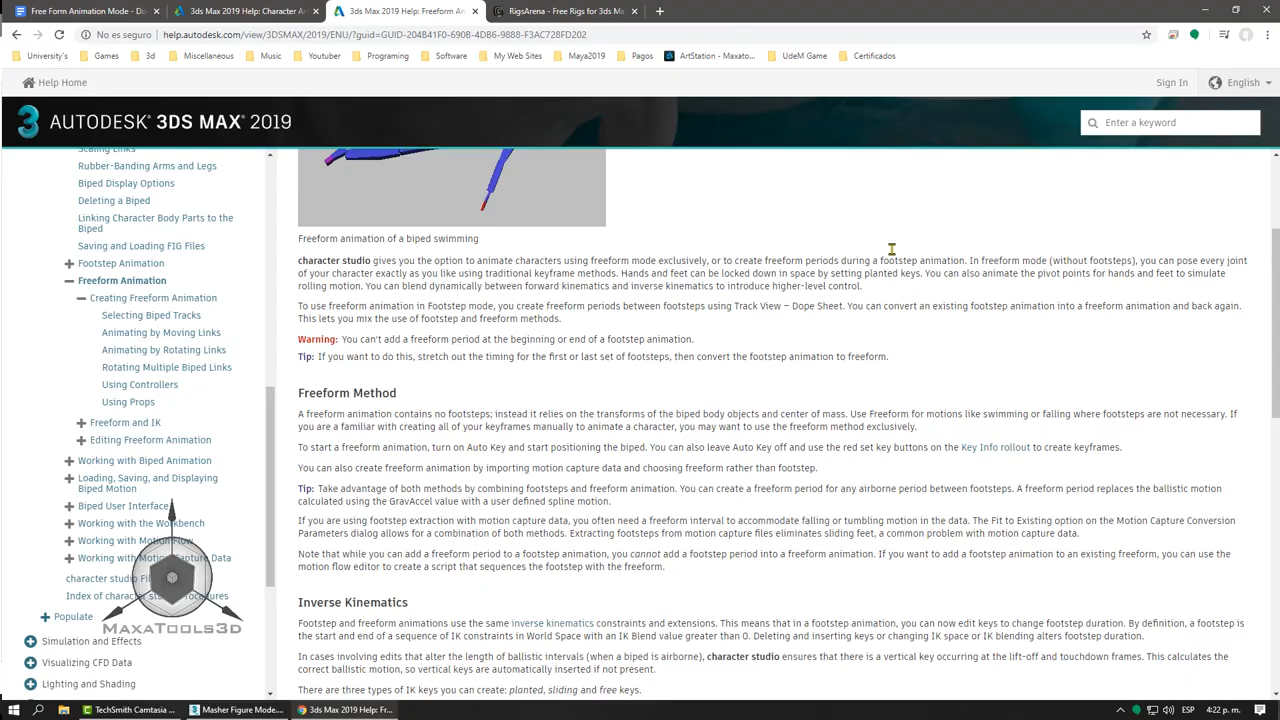 Free Form Animation Mode - Do
3ds Max 2019 Help: Character An
3ds Max 2019 Help: Freeform An
RigsArena - Free Rigs for 3ds Ma
No es seguro | help.autodesk.com/view/3DSMAX/2019/ENU/?guid=GUID-204B41F0-690B-4DB6-9888-F3AC728FD202
University's Games 3d Miscellaneous Music Youtuber Programing Software My Web Sites Maya2019 Pagos ArtStation - Maxato... UdeM Game Certificados
Help Home
Sign In English
3 AUTODESK® 3DS MAX® 2019
Enter a keyword
Scaling Links
Rubber-Banding Arms and Legs
Biped Display Options
Deleting a Biped
Linking Character Body Parts to the
Biped
Saving and Loading FIG Files
Footstep Animation
Freeform Animation
Creating Freeform Animation
Selecting Biped Tracks
Animating by Moving Links
Animating by Rotating Links
Rotating Multiple Biped Links
Using Controllers
Using Props
Freeform and IK
Editing Freeform Animation
Working with Biped Animation
Loading, Saving, and Displaying
Biped Motion
Biped User Interface
Working with the Workbench
Working with Motion Flow
Working with Motion Capture Data
character studio Fil
Index of character studio Procedures
Populate
Simulation and Effects
Visualizing CFD Data
Lighting and Shading
MAXATOOLS3D
Freeform animation of a biped swimming
character studio gives you the option to animate characters using freeform mode exclusively, or to create freeform periods during a footstep animation. In freeform mode (without footsteps), you can pose every joint
of your character exactly as you like using traditional keyframe methods. Hands and feet can be locked down in space by setting planted keys. You can also animate the pivot points for hands and feet to simulate
rolling motion. You can blend dynamically between forward kinematics and inverse kinematics to introduce higher-level control.
To use freeform animation in Footstep mode, you create freeform periods between footsteps using Track View – Dope Sheet. You can convert an existing footstep animation into a freeform animation and back again.
This lets you mix the use of footstep and freeform methods.
Warning: You can't add a freeform period at the beginning or end of a footstep animation.
Tip: If you want to do this, stretch out the timing for the first or last set of footsteps, then convert the footstep animation to freeform.
Freeform Method
A freeform animation contains no footsteps; instead it relies on the transforms of the biped body objects and center of mass. Use Freeform for motions like swimming or falling where footsteps are not necessary. If
you are a familiar with creating all of your keyframes manually to animate a character, you may want to use the freeform method exclusively.
To start a freeform animation, turn on Auto Key and start positioning the biped. You can also leave Auto Key off and use the red set key buttons on the Key Info rollout to create keyframes.
You can also create freeform animation by importing motion capture data and choosing freeform rather than footstep.
Tip: Take advantage of both methods by combining footsteps and freeform animation. You can create a freeform period for any airborne period between footsteps. A freeform period replaces the ballistic motion
calculated using the GravAccel value with a user defined spline motion.
If you are using footstep extraction with motion capture data, you often need a freeform interval to accommodate falling or tumbling motion in the data. The Fit to Existing option on the Motion Capture Conversion
Parameters dialog allows for a combination of both methods. Extracting footsteps from motion capture files eliminates sliding feet, a common problem with motion capture data.
Note that while you can add a freeform period to a footstep animation, you cannot add a footstep period into a freeform animation. If you want to add a footstep animation to an existing freeform, you can use the
motion flow editor to create a script that sequences the footstep with the freeform.
Inverse Kinematics
Footstep and freeform animations use the same inverse kinematics constraints and extensions. This means that in a footstep animation, you can now edit keys to change footstep duration. By definition, a footstep is
the start and end of a sequence of IK constraints in World Space with an IK Blend value greater than 0. Deleting and inserting keys or changing IK space or IK blending alters footstep duration.
In cases involving edits that alter the length of ballistic intervals (when a biped is airborne), character studio ensures that there is a vertical key occurring at the lift-off and touchdown frames. This calculates the
correct ballistic motion, so vertical keys are automatically inserted if not present.
There are three types of IK keys you can create: planted, sliding and free keys.
TechSmith Camtasia
Masher Figure Mode....
3ds Max 2019 Help: Fr...
ESP 4:22 p. m.